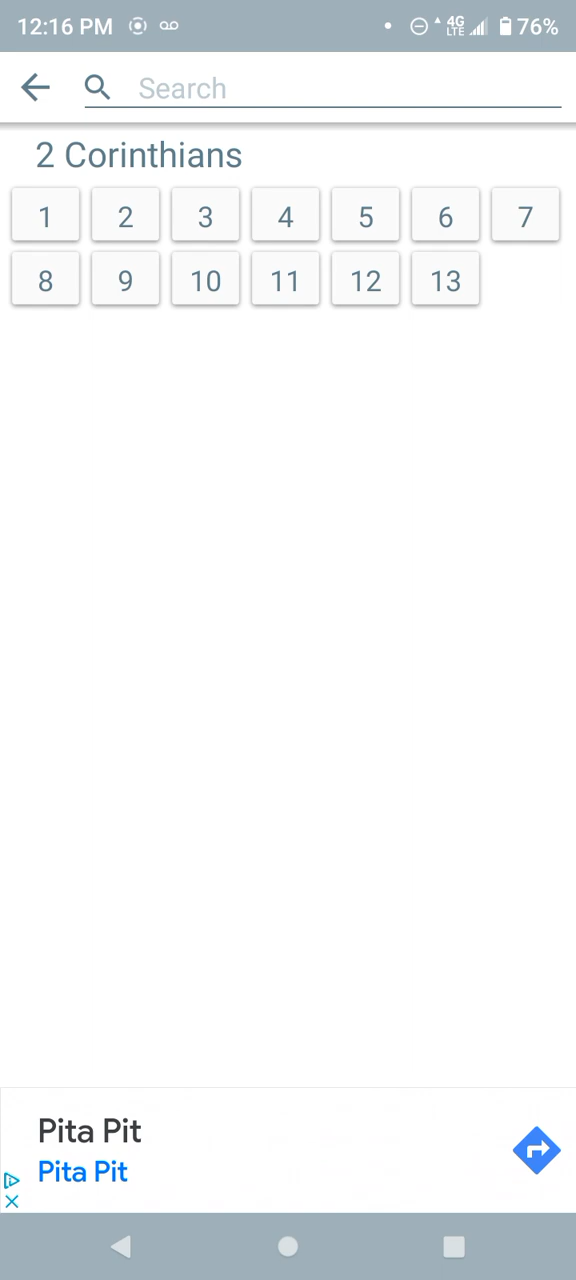 12:16 PM 4G LTE 76%
Search
2 Corinthians
1 2 3 4 5 6 7
8 9 10 11 12 13
Pita Pit
Pita Pit